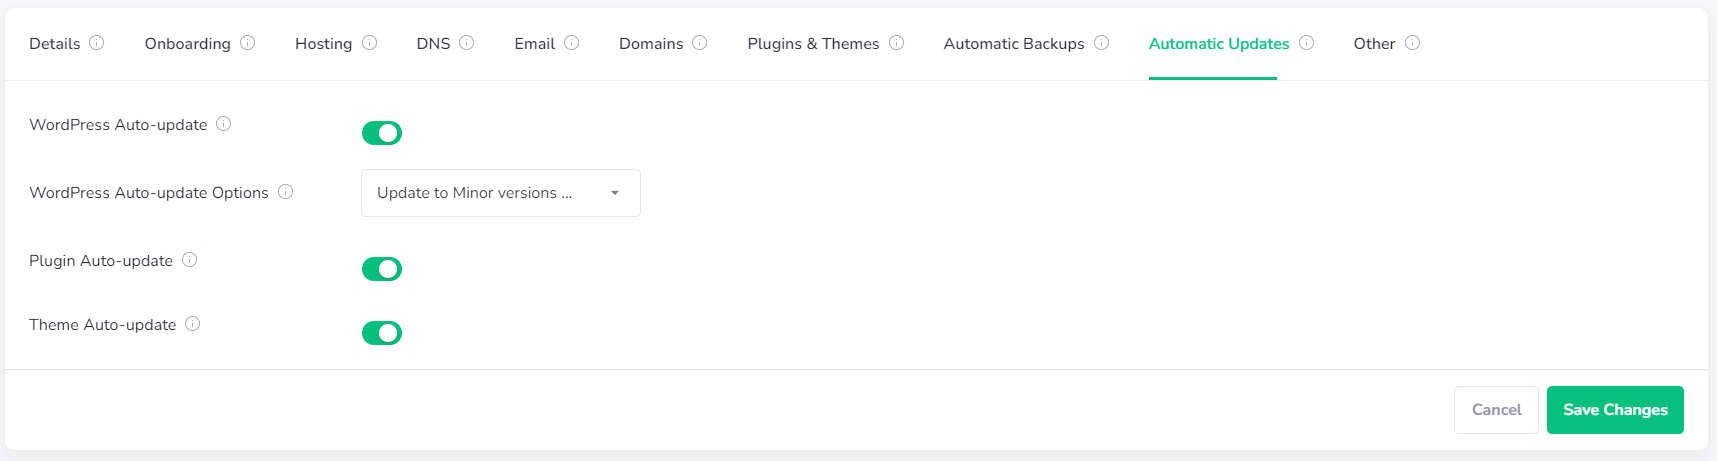 Details Onboarding Hosting DNS Email Domains Plugins & Themes Automatic Backups Automatic Updates Other
WordPress Auto-update
WordPress Auto-update Options Update to Minor versions ...
Plugin Auto-update
Theme Auto-update
Cancel Save Changes